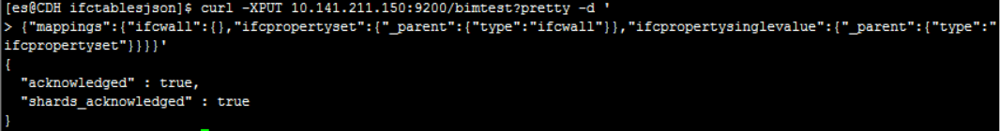 [es@CDH ifctablesjson]$ curl -XPUT 10.141.211.150:9200/bimtest?pretty -d '
> {"mappings":{"ifcwall":{},"ifcpropertyset":{"_parent":{"type":"ifcwall"}},"ifcpropertysinglevalue":{"_parent":{"type":"
ifcpropertyset"}}}}'
{
  "acknowledged" : true,
  "shards_acknowledged" : true
}